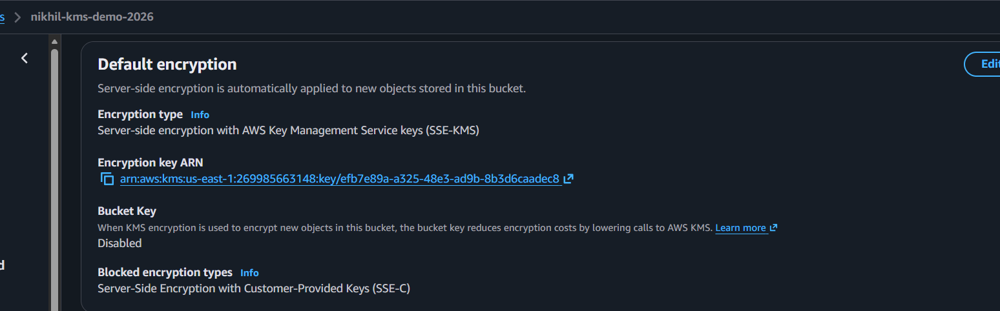 s > nikhil-kms-demo-2026
Default encryption
Edit
Server-side encryption is automatically applied to new objects stored in this bucket.
Encryption type Info
Server-side encryption with AWS Key Management Service keys (SSE-KMS)
Encryption key ARN
arn:aws:kms:us-east-1:269985663148:key/efb7e89a-a325-48e3-ad9b-8b3d6caadec8
Bucket Key
When KMS encryption is used to encrypt new objects in this bucket, the bucket key reduces encryption costs by lowering calls to AWS KMS. Learn more
Disabled
d
Blocked encryption types Info
Server-Side Encryption with Customer-Provided Keys (SSE-C)